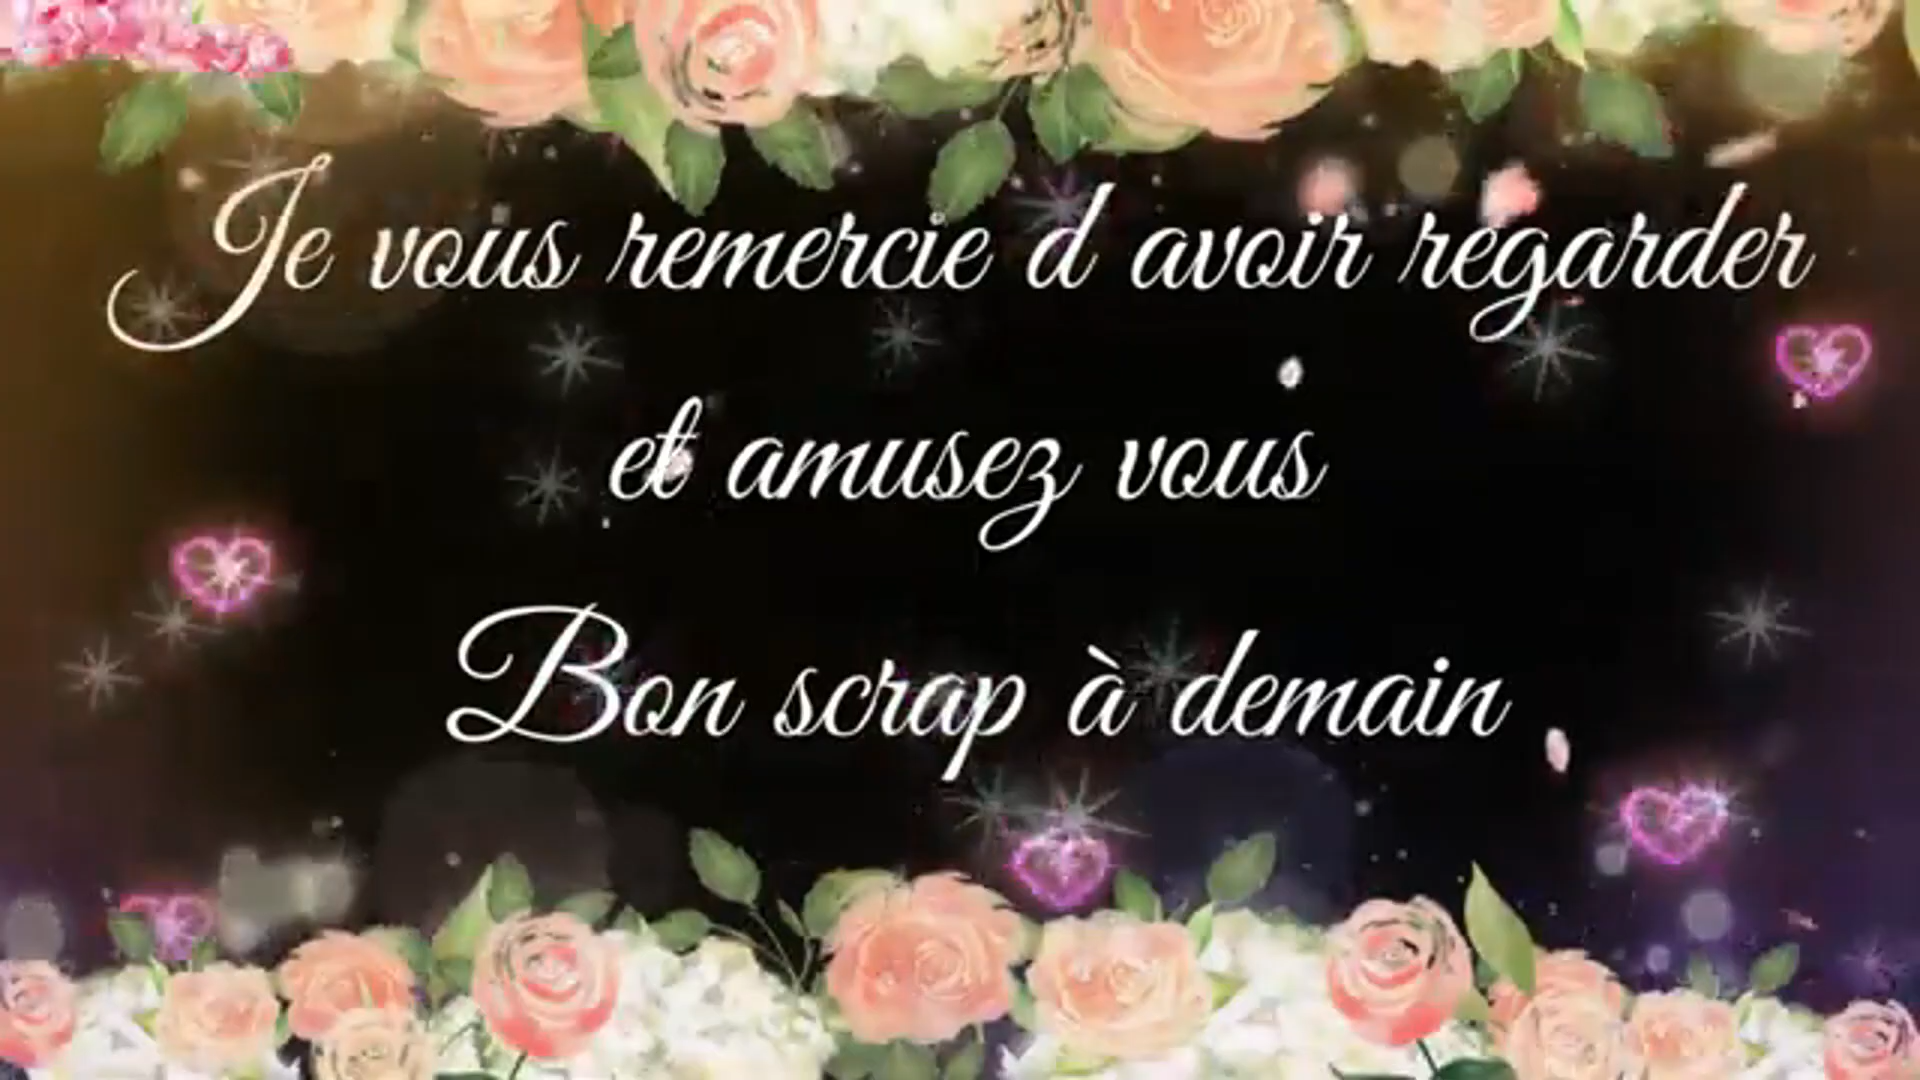 Je vous remercie d avoir regarder
et amusez vous
Bon scrap à demain